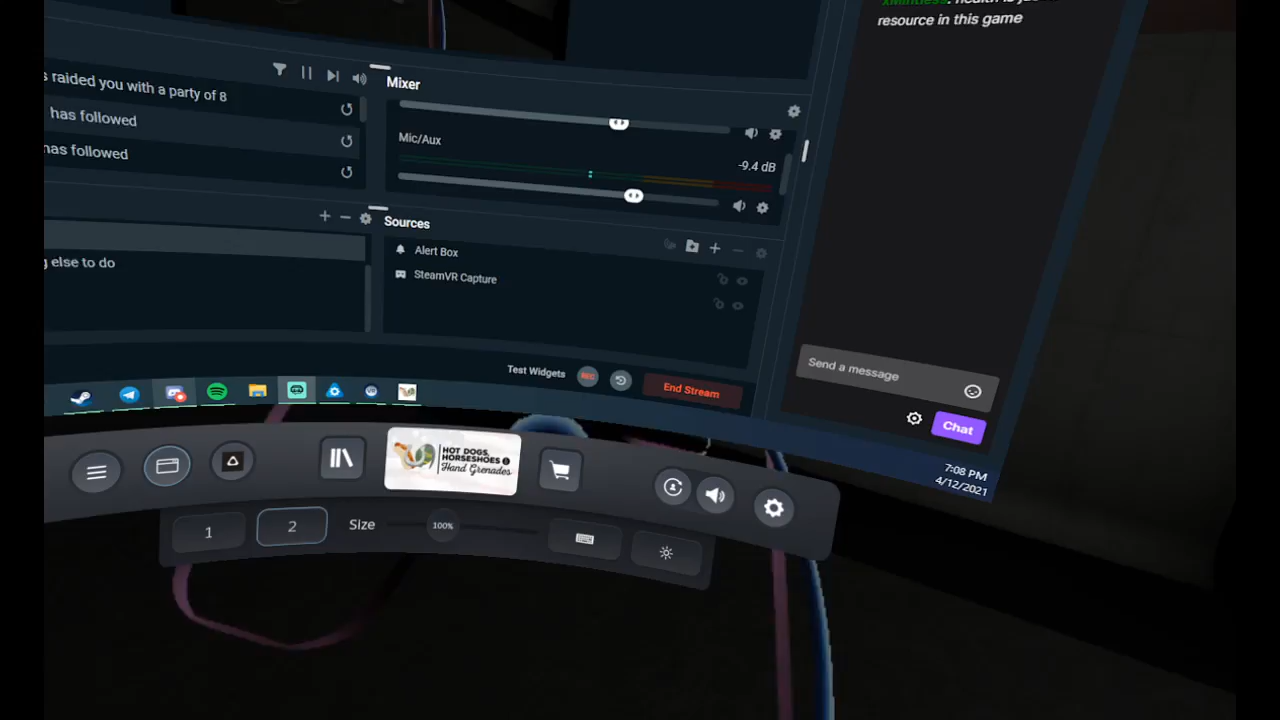 resource in this game
s raided you with a party of 8
has followed
has followed
Mixer
Mic/Aux
-9.4 dB
Sources
Alert Box
SteamVR Capture
g else to do
Test Widgets
REC
End Stream
Send a message
Chat
7:08 PM
4/12/2021
HOT DOGS,
HORSESHOES &
Hand Grenades
1
2
Size
100%